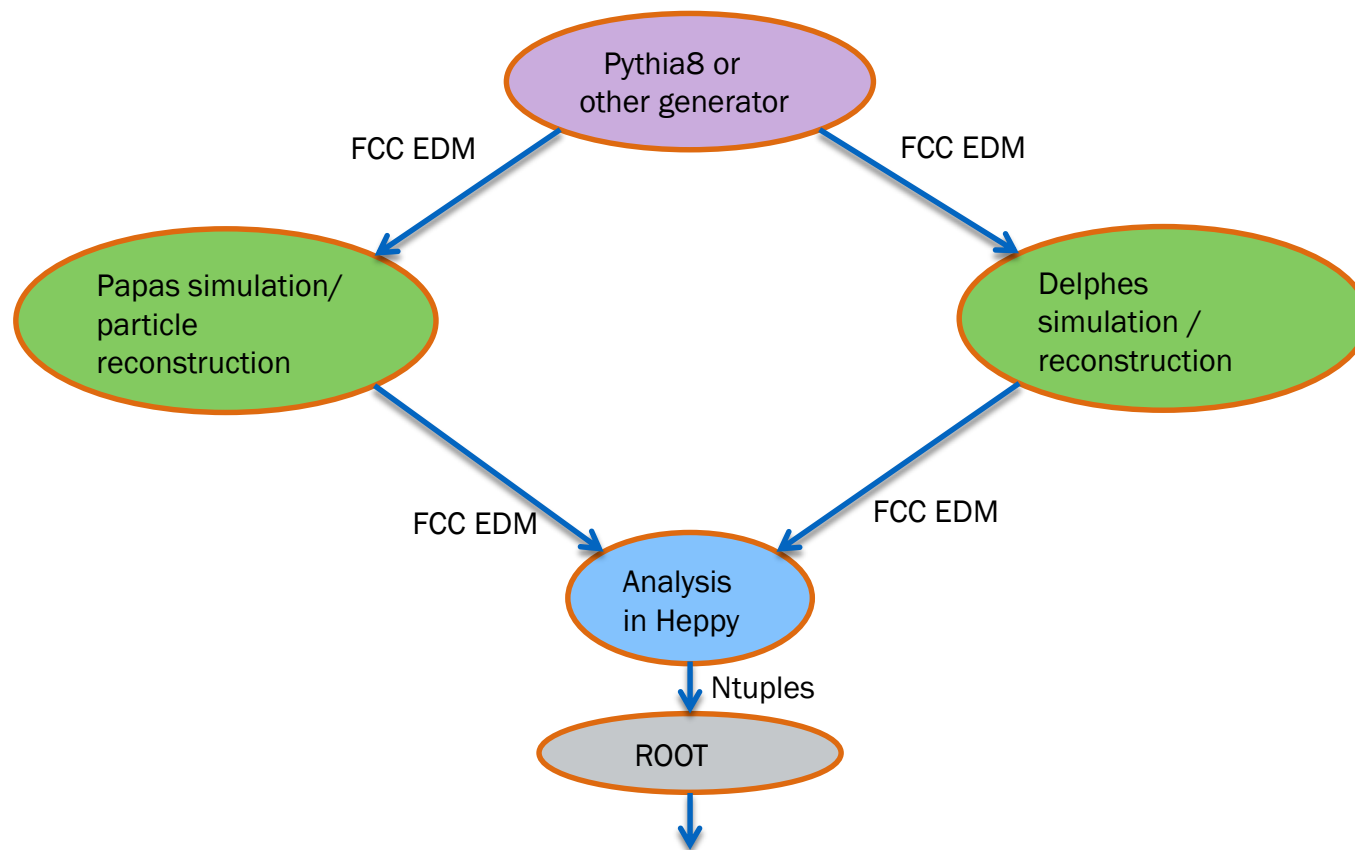 Pythia8 or
other generator
FCC EDM
FCC EDM
Papas simulation/
particle
reconstruction
Delphes
simulation /
reconstruction
FCC EDM
FCC EDM
Analysis
in Heppy
Ntuples
ROOT